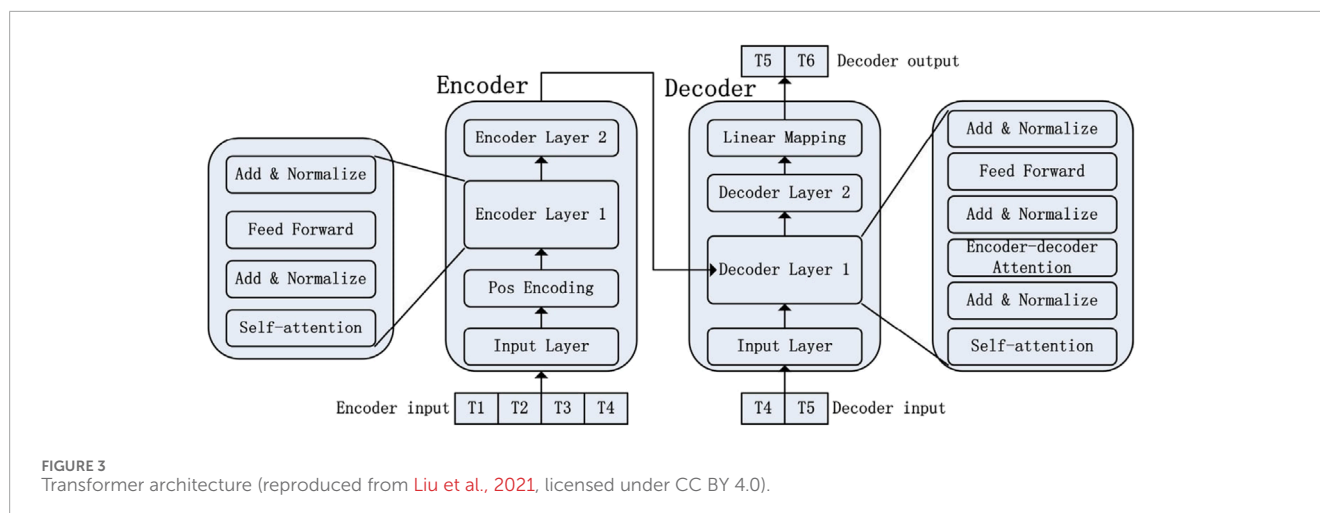 Encoder
Decoder
T5 T6 Decoder output
Add & Normalize
Feed Forward
Add & Normalize
Self-attention
Encoder Layer 2
Encoder Layer 1
Pos Encoding
Input Layer
Encoder input T1 T2 T3 T4
Linear Mapping
Decoder Layer 2
Decoder Layer 1
Input Layer
T4 T5 Decoder input
Add & Normalize
Feed Forward
Add & Normalize
Encoder-decoder
Attention
Add & Normalize
Self-attention
FIGURE 3
Transformer architecture (reproduced from Liu et al., 2021, licensed under CC BY 4.0).